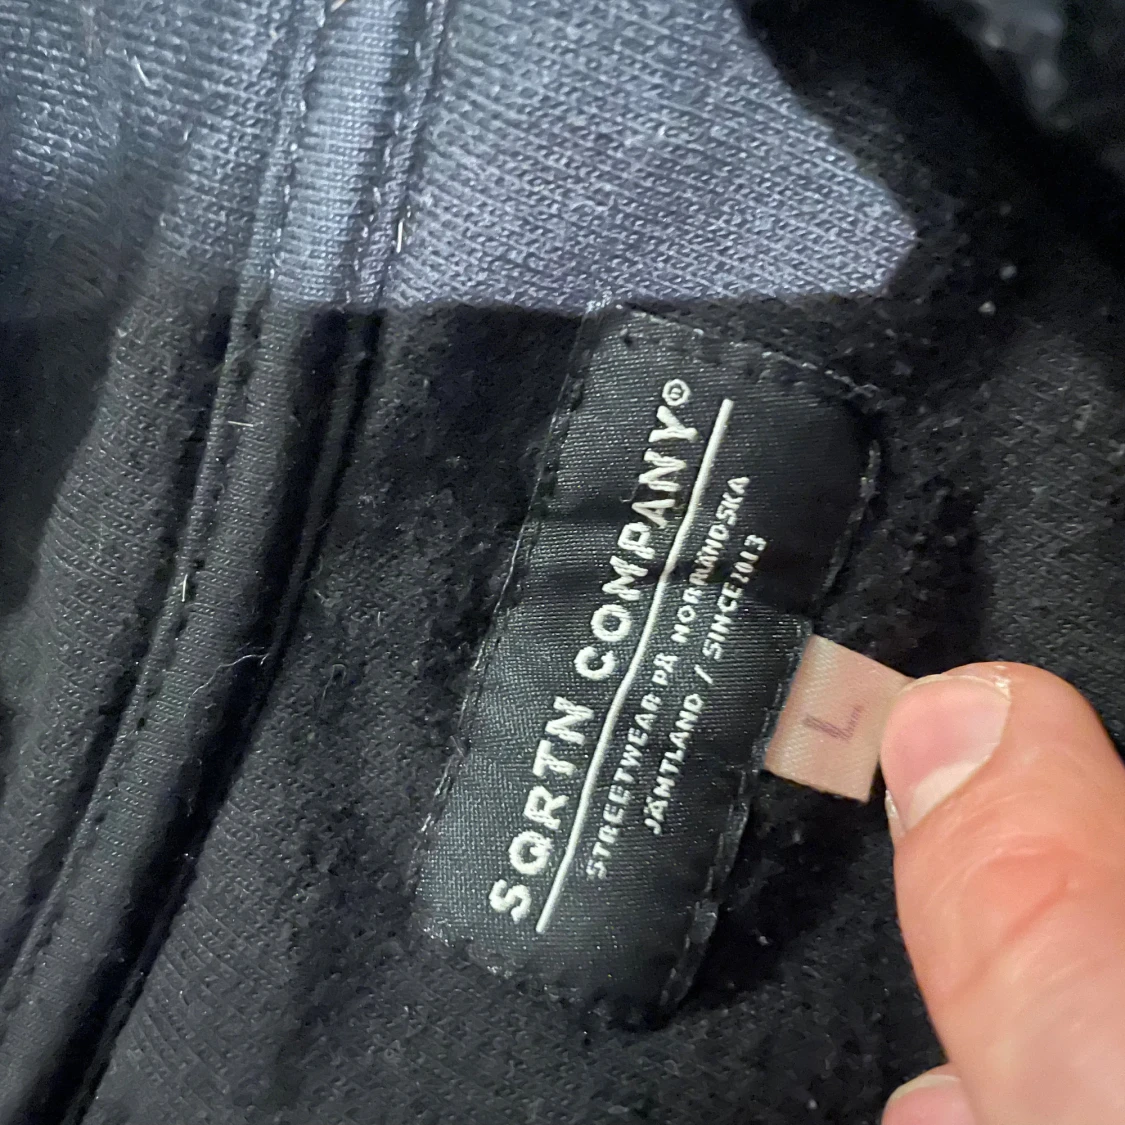 SQRTN COMPANY®
STREETWEAR PÅ NORRLÄNDSKA
JÄMTLAND / SINCE 2013
L